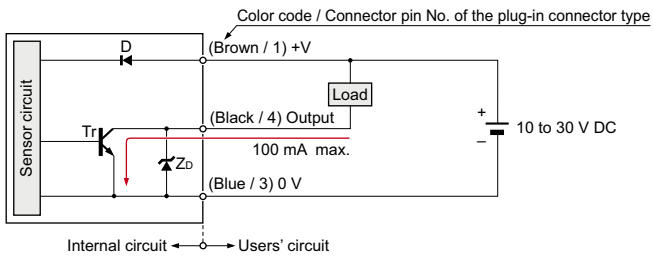 Color code / Connector pin No. of the plug-in connector type
D
(Brown / 1) +V
Sensor circuit
Load
(Black / 4) Output
Tr
+
10 to 30 V DC
–
100 mA max.
ZD
(Blue / 3) 0 V
Internal circuit
Users' circuit